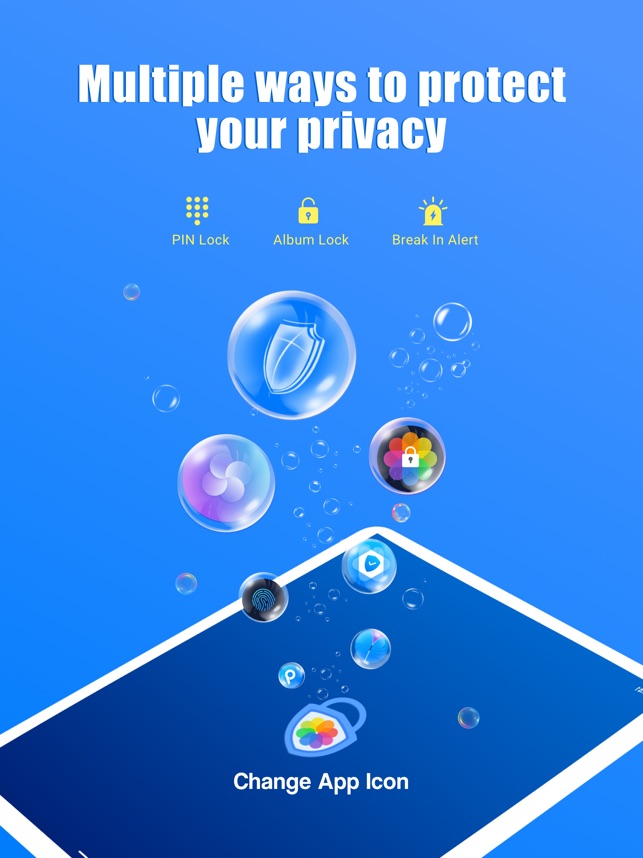 Multiple ways to protect
your privacy
PIN Lock
Album Lock
Break In Alert
Change App Icon